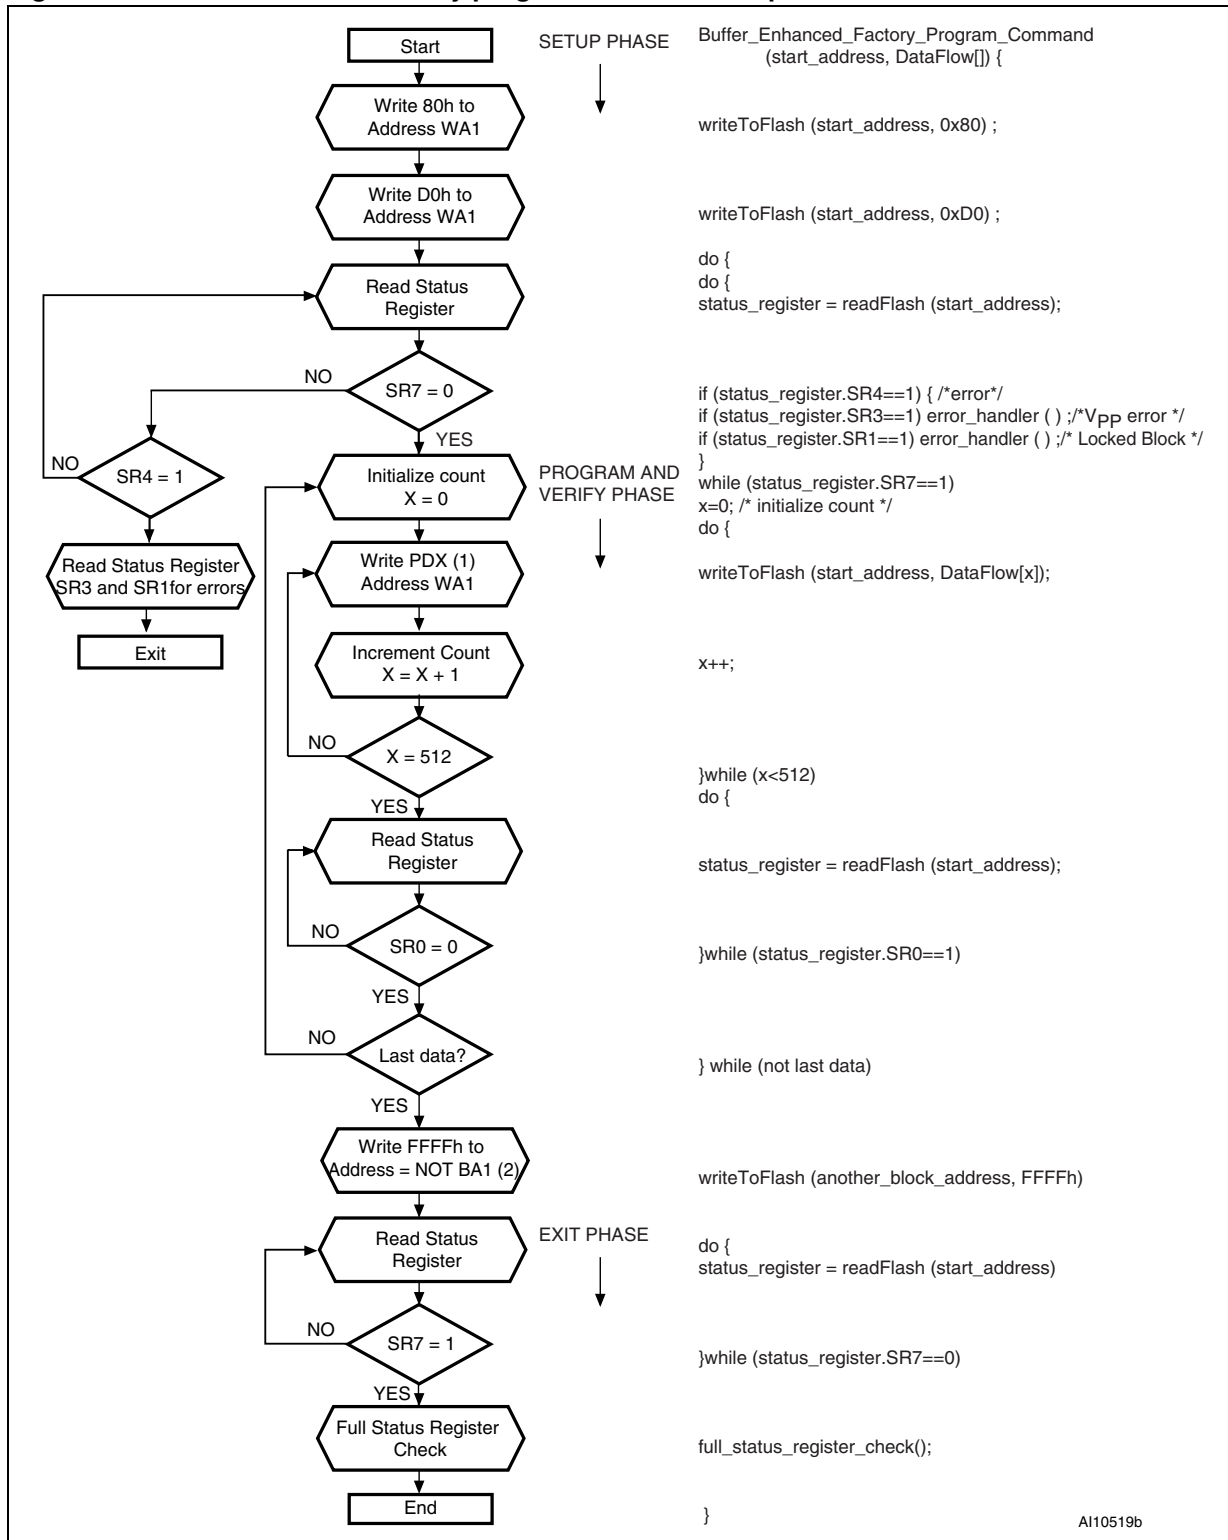 Start
SETUP PHASE
Buffer_Enhanced_Factory_Program_Command
(start_address, DataFlow[]) {
Write 80h to
Address WA1
writeToFlash (start_address, 0x80) ;
Write D0h to
Address WA1
writeToFlash (start_address, 0xD0) ;
do {
do {
Read Status
Register
status_register = readFlash (start_address);
NO
SR7 = 0
YES
if (status_register.SR4==1) { /*error*/
if (status_register.SR3==1) error_handler ( ) ;/*VPP error */
if (status_register.SR1==1) error_handler ( ) ;/* Locked Block */
}
NO
SR4 = 1
Initialize count
X = 0
PROGRAM AND
VERIFY PHASE
while (status_register.SR7==1)
x=0; /* initialize count */
do {
Read Status Register
SR3 and SR1for errors
Write PDX (1)
Address WA1
writeToFlash (start_address, DataFlow[x]);
Exit
Increment Count
X = X + 1
x++;
NO
X = 512
YES
}while (x<512)
do {
Read Status
Register
status_register = readFlash (start_address);
NO
SR0 = 0
YES
}while (status_register.SR0==1)
NO
Last data?
YES
} while (not last data)
Write FFFFh to
Address = NOT BA1 (2)
writeToFlash (another_block_address, FFFFh)
Read Status
Register
EXIT PHASE
do {
status_register = readFlash (start_address)
NO
SR7 = 1
YES
}while (status_register.SR7==0)
Full Status Register
Check
full_status_register_check();
End
}
AI10519b